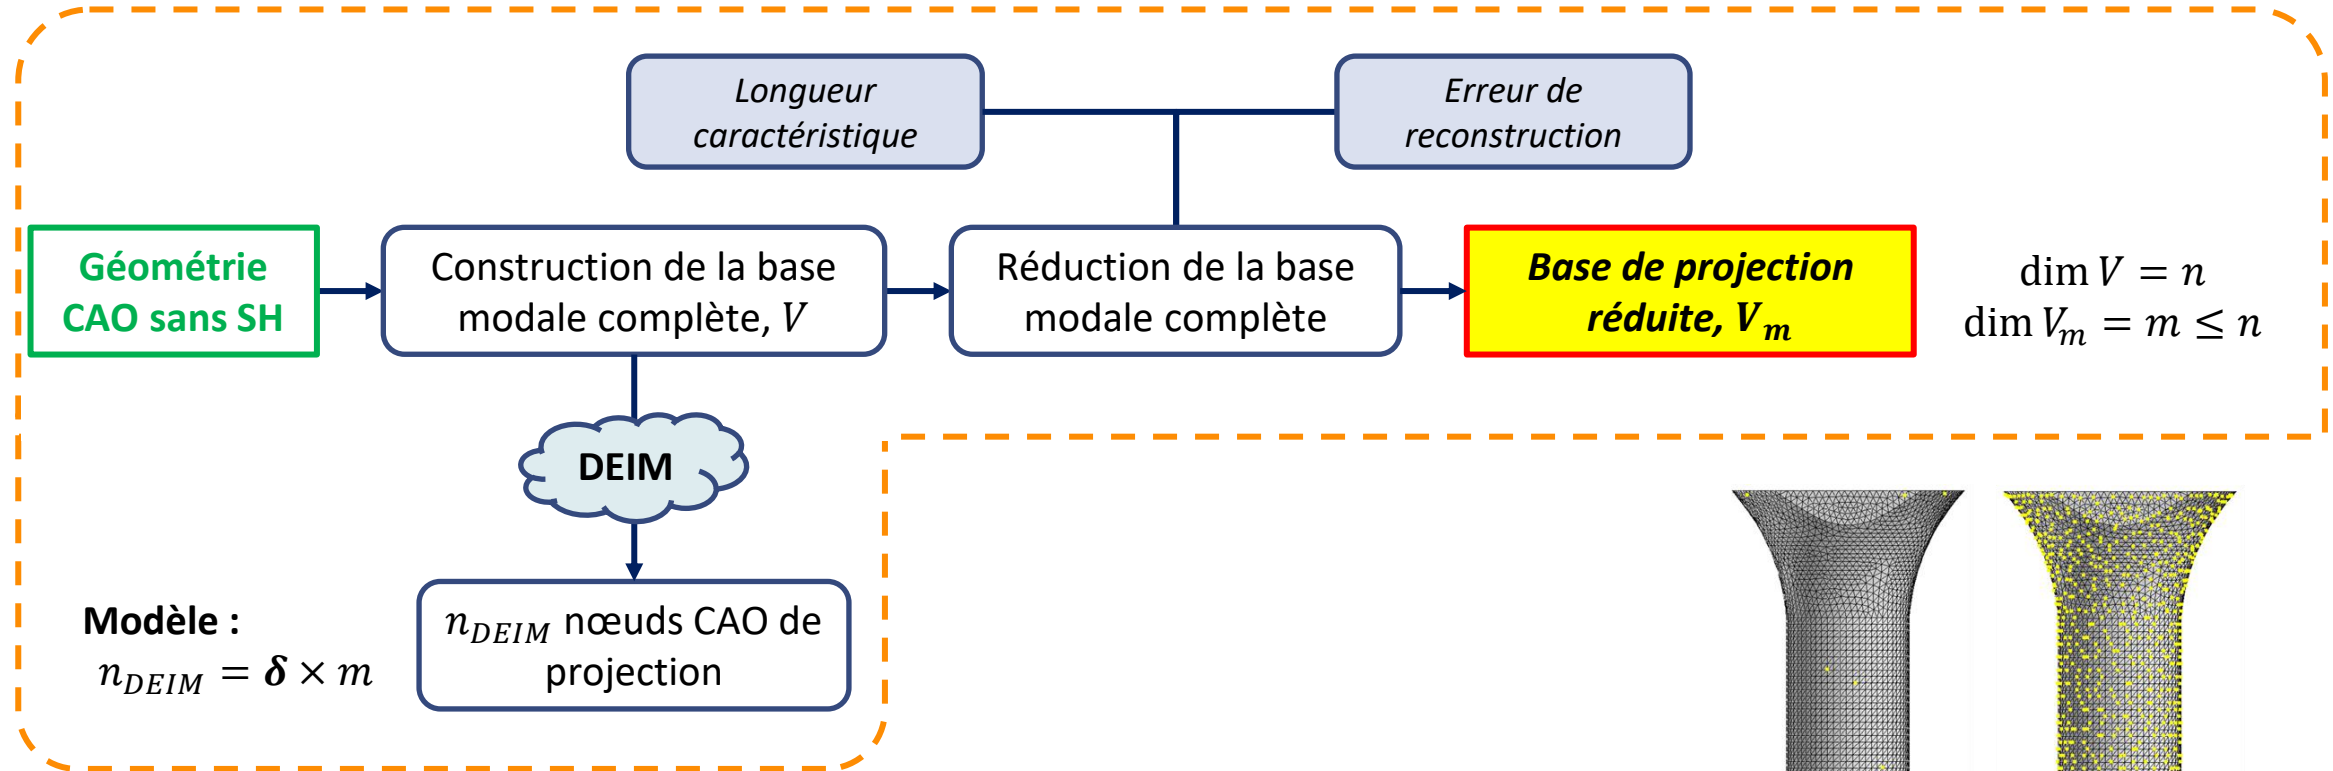 Longueur
caractéristique
Erreur de
reconstruction
Géométrie
CAO sans SH
Construction de la base
modale complète, V
Réduction de la base
modale complète
Base de projection
réduite, V_m
dim V = n
dim V_m = m ≤ n
DEIM
Modèle :
n_DEIM = δ × m
n_DEIM nœuds CAO de
projection